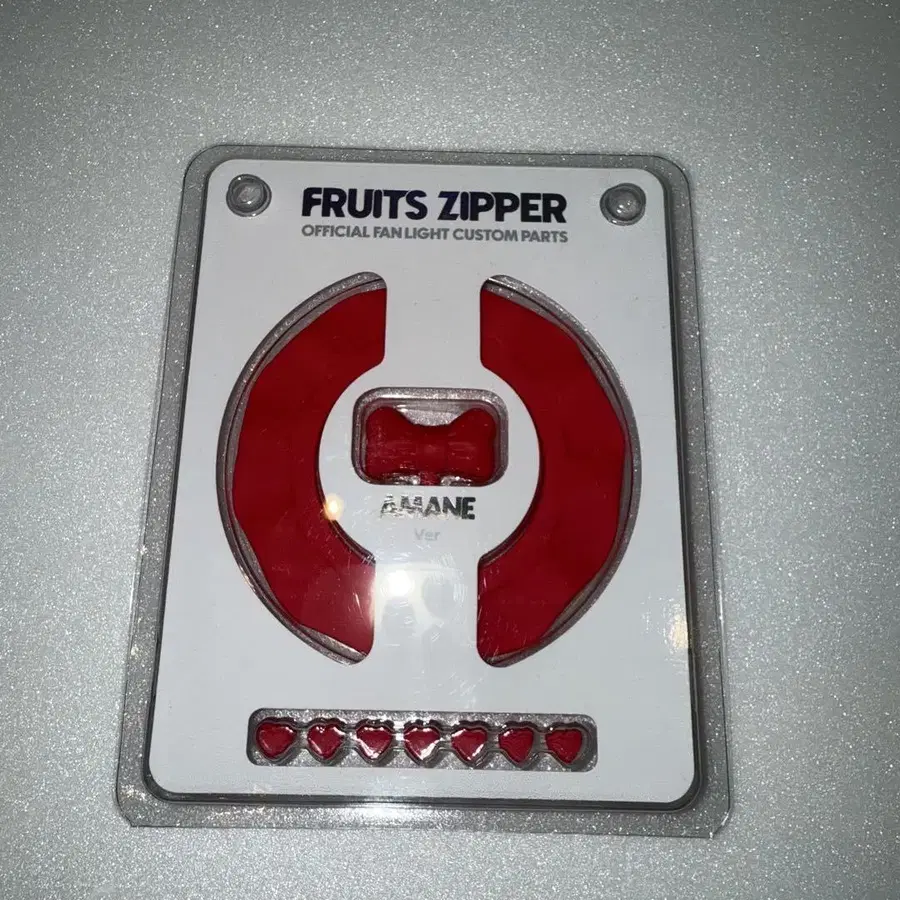 FRUITS ZIPPER
OFFICIAL FAN LIGHT CUSTOM PARTS
AMANE
Ver